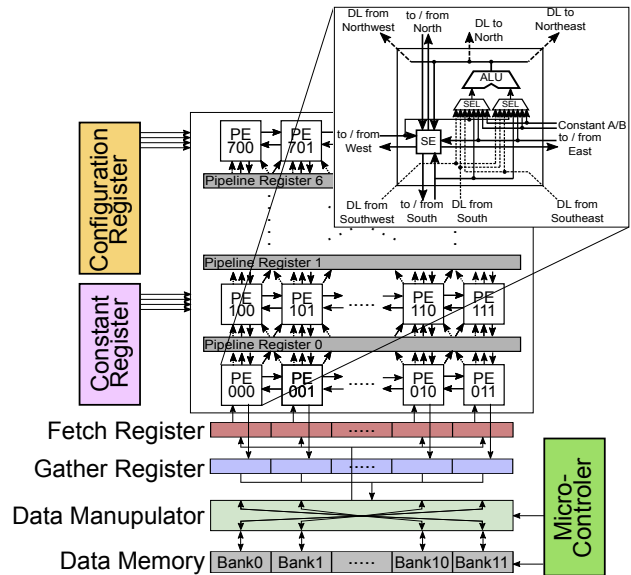 DL from Northwest
to / from North
DL to North
DL to Northeast
ALU
SEL SEL
Constant A/B
SE
to / from West
to / from East
DL from Southwest
to / from South
DL from South
DL from Southeast
Configuration Register
Constant Register
PE 700
PE 701
Pipeline Register 6
Pipeline Register 1
PE 100
PE 101
PE 110
PE 111
Pipeline Register 0
PE 000
PE 001
PE 010
PE 011
Fetch Register
Gather Register
Data Manupulator
Data Memory
Bank0 Bank1 ..... Bank10 Bank11
Micro-Controler